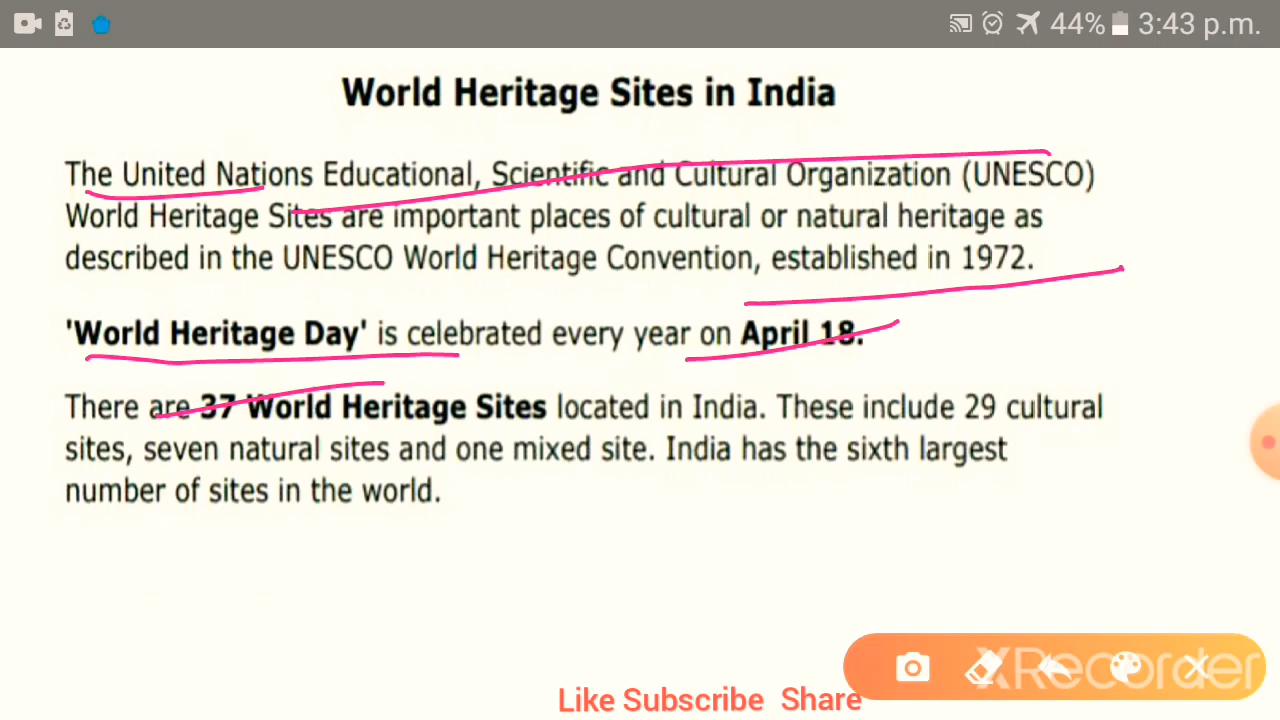 44% 3:43 p.m.
World Heritage Sites in India
The United Nations Educational, Scientific and Cultural Organization (UNESCO)
World Heritage Sites are important places of cultural or natural heritage as
described in the UNESCO World Heritage Convention, established in 1972.
'World Heritage Day' is celebrated every year on April 18.
There are 37 World Heritage Sites located in India. These include 29 cultural
sites, seven natural sites and one mixed site. India has the sixth largest
number of sites in the world.
XRecorder
Like Subscribe Share